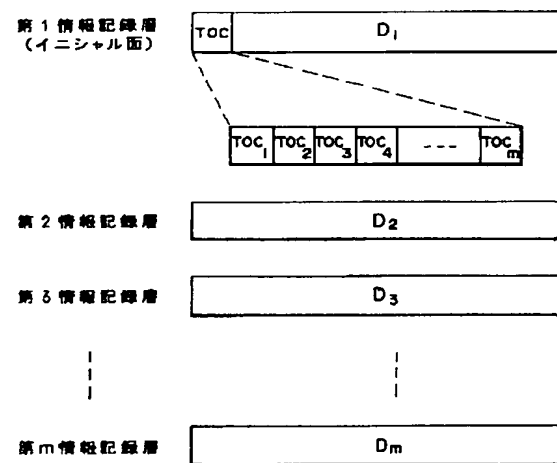 第1情報記録層
(イニシャル面)
TOC D1
TOC1 TOC2 TOC3 TOC4 --- TOCm
第2情報記録層 D2
第3情報記録層 D3
第m情報記録層 Dm